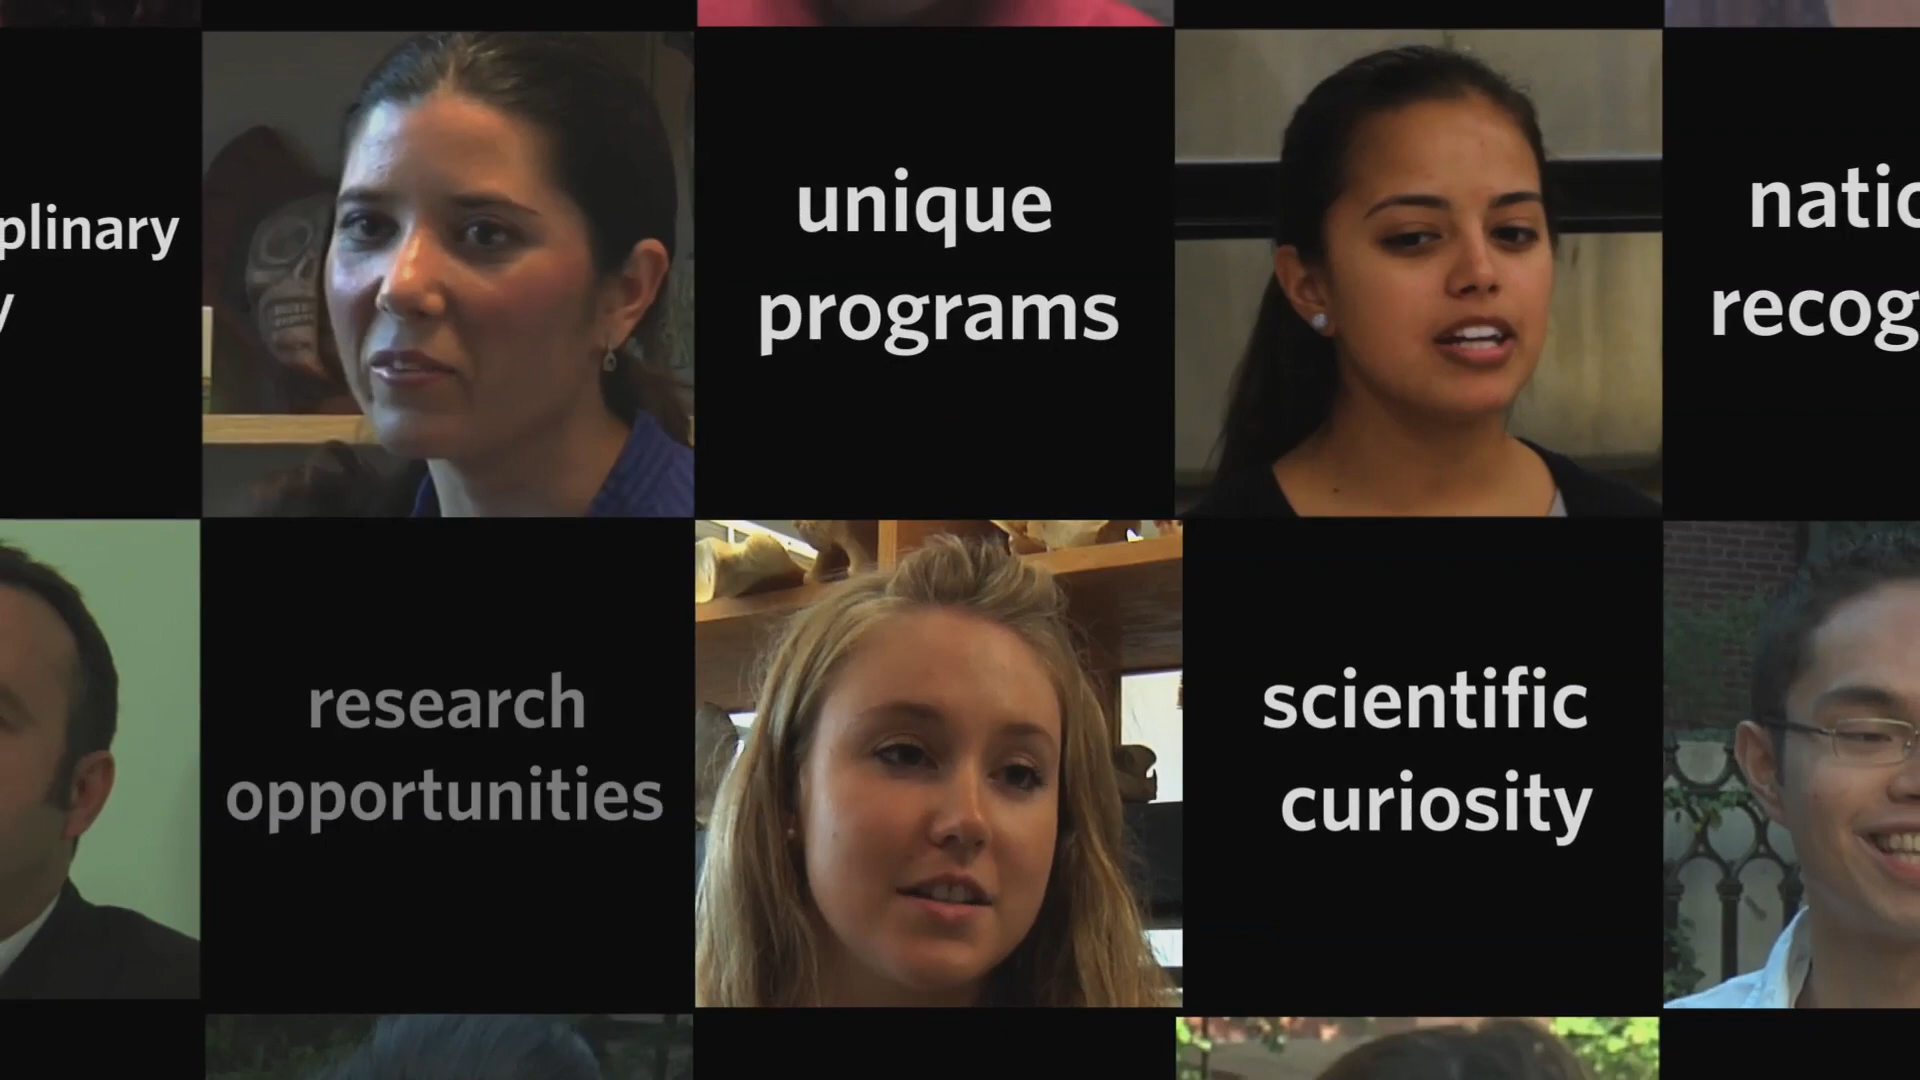 plinary
y
unique
programs
natio
recog
research
opportunities
scientific
curiosity